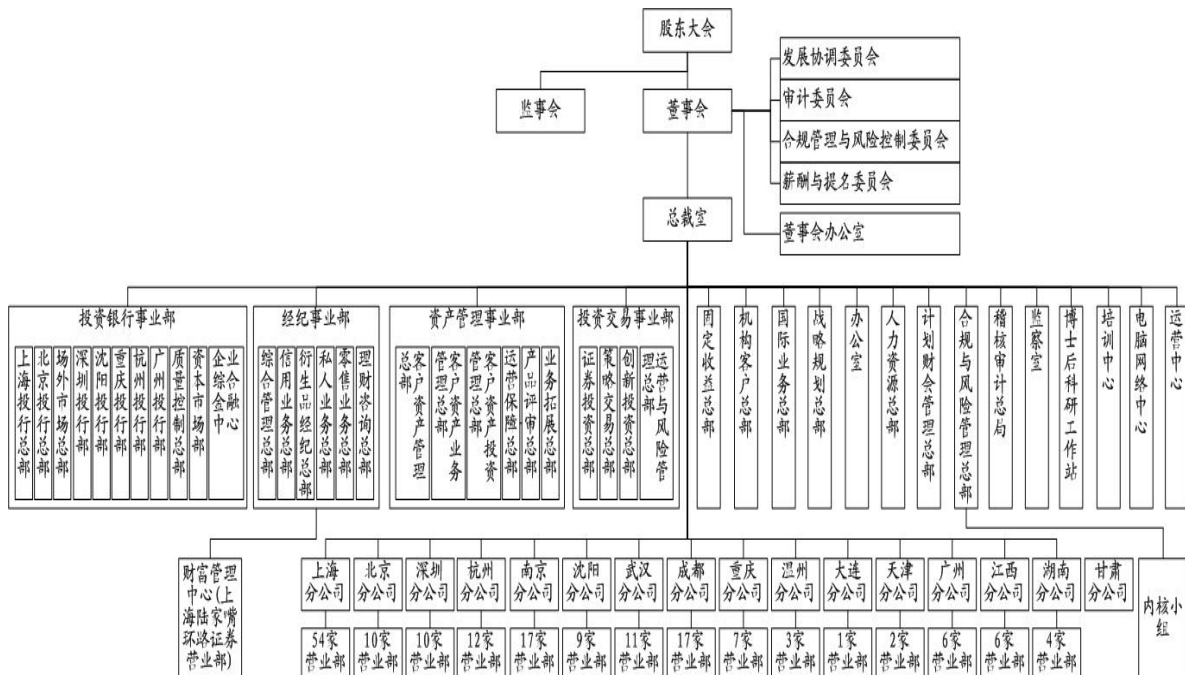 股东大会
监事会
董事会
发展协调委员会
审计委员会
合规管理与风险控制委员会
薪酬与提名委员会
董事会办公室
总裁室
投资银行事业部
上海投行总部
北京投行总部
场外市场总部
深圳投行部
沈阳投行部
重庆投行部
杭州投行部
广州投行部
质量控制总部
资本市场部
企业综合金融中心
经纪事业部
综合管理总部
信用业务总部
衍生品经纪总部
私人业务总部
零售业务总部
理财咨询总部
资产管理事业部
客户资产管理
总部
客户资产业务
管理总部
客户资产投资
管理总部
运营保险总部
产品评审总部
业务拓展总部
投资交易事业部
证券投资总部
策略交易总部
创新投资总部
运营与风险管
理总部
固定收益总部
机构客户总部
国际业务总部
战略规划总部
办公室
人力资源总部
计划财会管理总部
合规与风险管理总部
稽核审计总局
监察室
博士后科研工作站
培训中心
电脑网络中心
运营中心
财富管理
中心(上
海陆家嘴
环路证券
营业部)
上海
分公司
北京
分公司
深圳
分公司
杭州
分公司
南京
分公司
沈阳
分公司
武汉
分公司
成都
分公司
重庆
分公司
温州
分公司
大连
分公司
天津
分公司
广州
分公司
江西
分公司
湖南
分公司
甘肃
分公司
内核小
组
54家
营业部
10家
营业部
10家
营业部
12家
营业部
17家
营业部
9家
营业部
11家
营业部
17家
营业部
7家
营业部
3家
营业部
1家
营业部
2家
营业部
6家
营业部
6家
营业部
4家
营业部